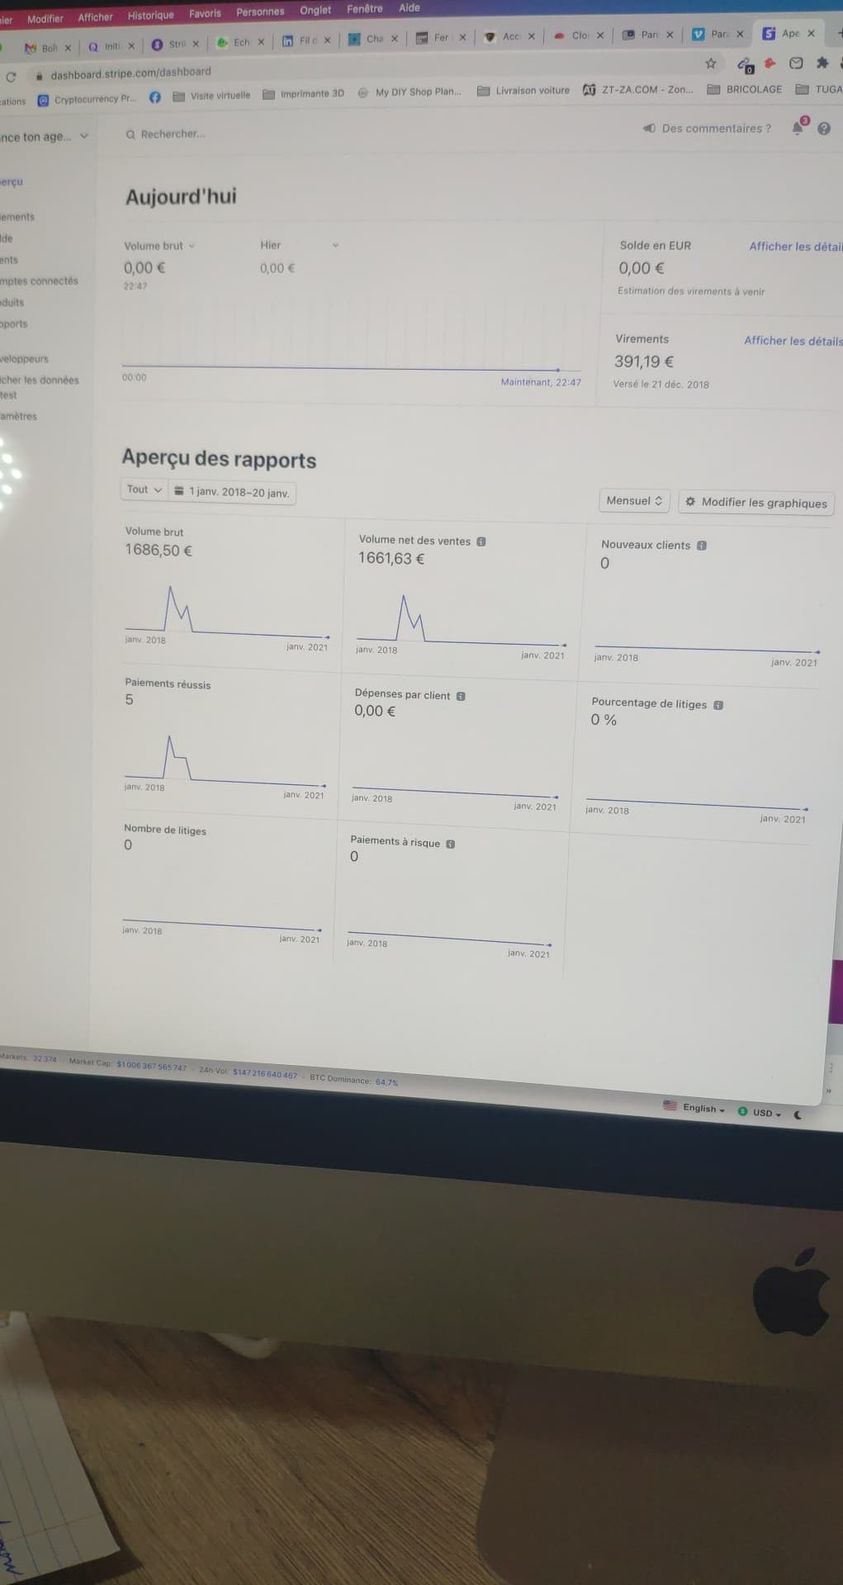 Modifier Afficher Historique Favoris Personnes Onglet Fenêtre Aide
Boli Initi Stri Ech Fil c Cha Fer Acc Clo Pan Para Ape
dashboard.stripe.com/dashboard
Cryptocurrency Pr... Visite virtuelle Imprimante 3D My DIY Shop Plan... Livraison voiture ZT-ZA.COM - Zon... BRICOLAGE TUGA
nce ton age...
Rechercher...
Des commentaires ?
3
erçu
ements
lde
ents
mptes connectés
oduits
pports
veloppeurs
icher les données
test
amètres
Aujourd'hui
Volume brut
0,00 €
22:47
Hier
0,00 €
00:00
Maintenant, 22:47
Solde en EUR
Afficher les détai
0,00 €
Estimation des virements à venir
Virements
Afficher les détails
391,19 €
Versé le 21 déc. 2018
Aperçu des rapports
Tout
1 janv. 2018–20 janv.
Mensuel
Modifier les graphiques
Volume brut
1686,50 €
janv. 2018
janv. 2021
Volume net des ventes
1661,63 €
janv. 2018
janv. 2021
Nouveaux clients
0
janv. 2018
janv. 2021
Paiements réussis
5
janv. 2018
janv. 2021
Dépenses par client
0,00 €
janv. 2018
janv. 2021
Pourcentage de litiges
0 %
janv. 2018
janv. 2021
Nombre de litiges
0
janv. 2018
janv. 2021
Paiements à risque
0
janv. 2018
janv. 2021
Markets: 32 374 Market Cap: $1 006 367 565 747 24h Vol: $147 216 640 467 BTC Dominance: 64,7%
English USD